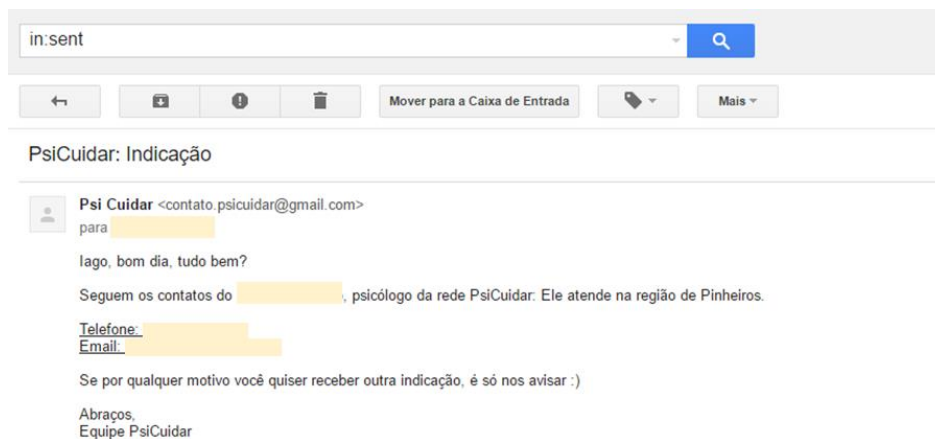 in:sent
Mover para a Caixa de Entrada
Mais
PsiCuidar: Indicação
Psi Cuidar <contato.psicuidar@gmail.com>
para
Iago, bom dia, tudo bem?
Seguem os contatos do , psicólogo da rede PsiCuidar: Ele atende na região de Pinheiros.
Telefone:
Email:
Se por qualquer motivo você quiser receber outra indicação, é só nos avisar :)
Abraços,
Equipe PsiCuidar